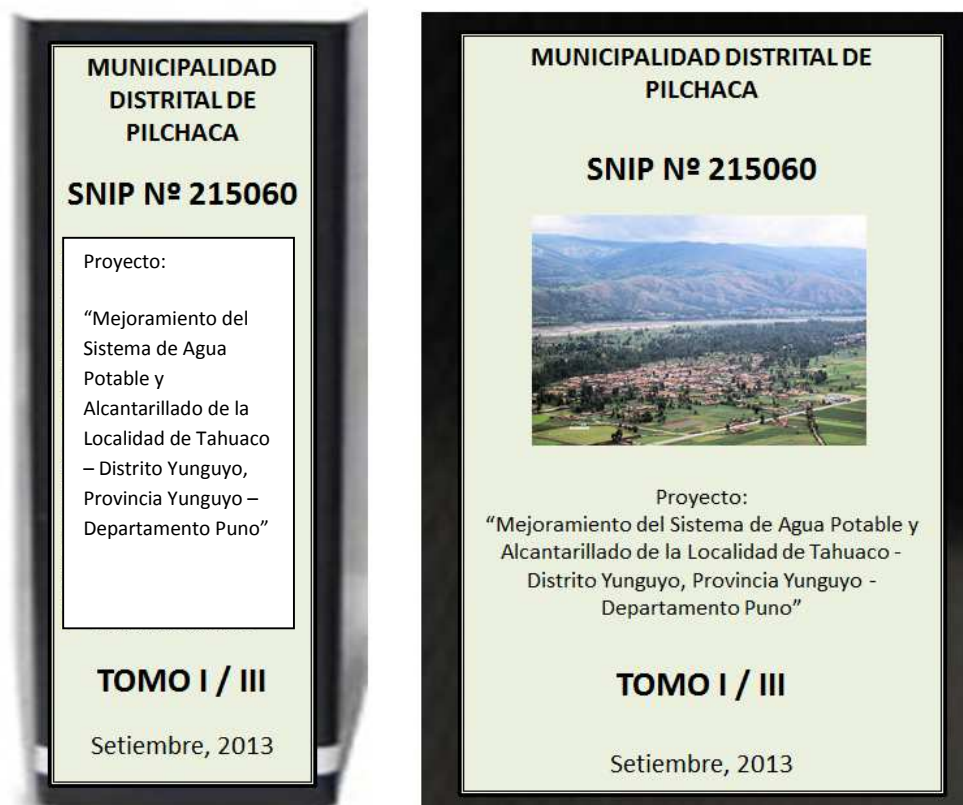 MUNICIPALIDAD
DISTRITAL DE
PILCHACA
SNIP Nº 215060
Proyecto:
“Mejoramiento del
Sistema de Agua
Potable y
Alcantarillado de la
Localidad de Tahuaco
– Distrito Yunguyo,
Provincia Yunguyo –
Departamento Puno”
TOMO I / III
Setiembre, 2013
MUNICIPALIDAD DISTRITAL DE
PILCHACA
SNIP Nº 215060
Proyecto:
“Mejoramiento del Sistema de Agua Potable y
Alcantarillado de la Localidad de Tahuaco -
Distrito Yunguyo, Provincia Yunguyo -
Departamento Puno”
TOMO I / III
Setiembre, 2013